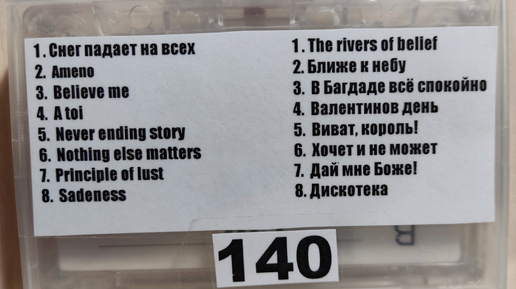 1. Снег падает на всех
2. Ameno
3. Believe me
4. A toi
5. Never ending story
6. Nothing else matters
7. Principle of lust
8. Sadeness
1. The rivers of belief
2. Ближе к небу
3. В Багдаде всё спокойно
4. Валентинов день
5. Виват, король!
6. Хочет и не может
7. Дай мне Боже!
8. Дискотека
140